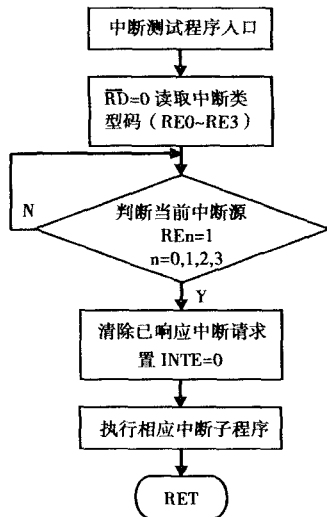 中断测试程序入口
R̅D̅=0 读取中断类
型码（RE0~RE3）
N
判断当前中断源
REn=1
n=0,1,2,3
Y
清除已响应中断请求
置 INTE=0
执行相应中断子程序
RET